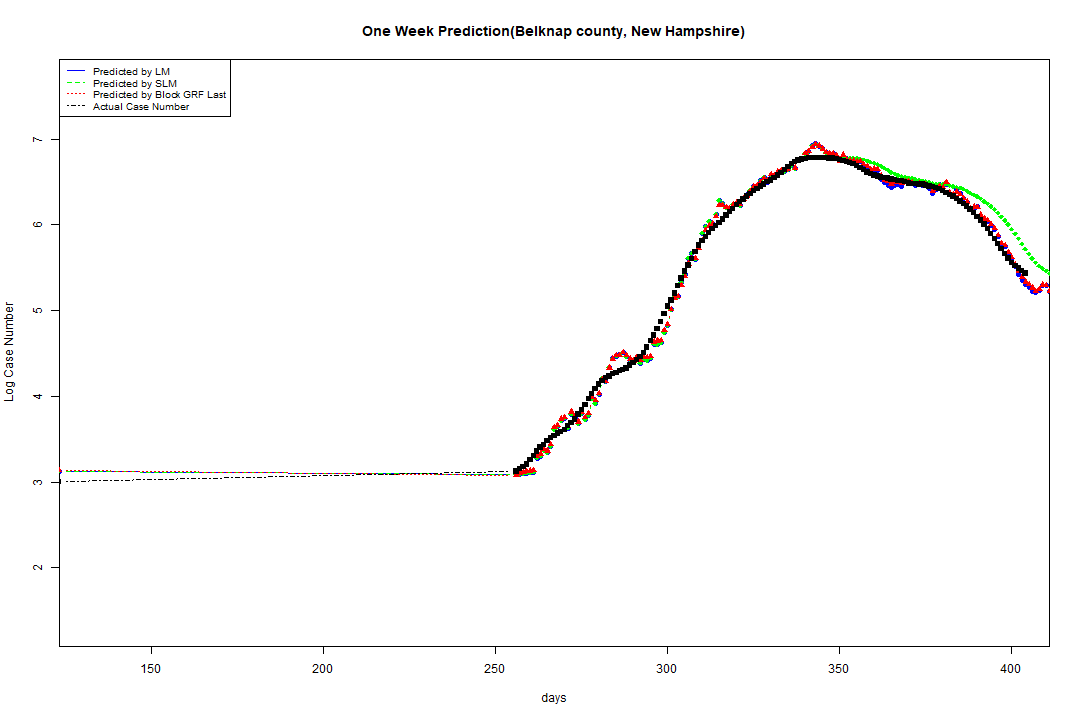 One Week Prediction(Belknap county, New Hampshire)
Predicted by LM
Predicted by SLM
Predicted by Block GRF Last
Actual Case Number
7
6
5
4
3
2
Log Case Number
150 200 250 300 350 400
days